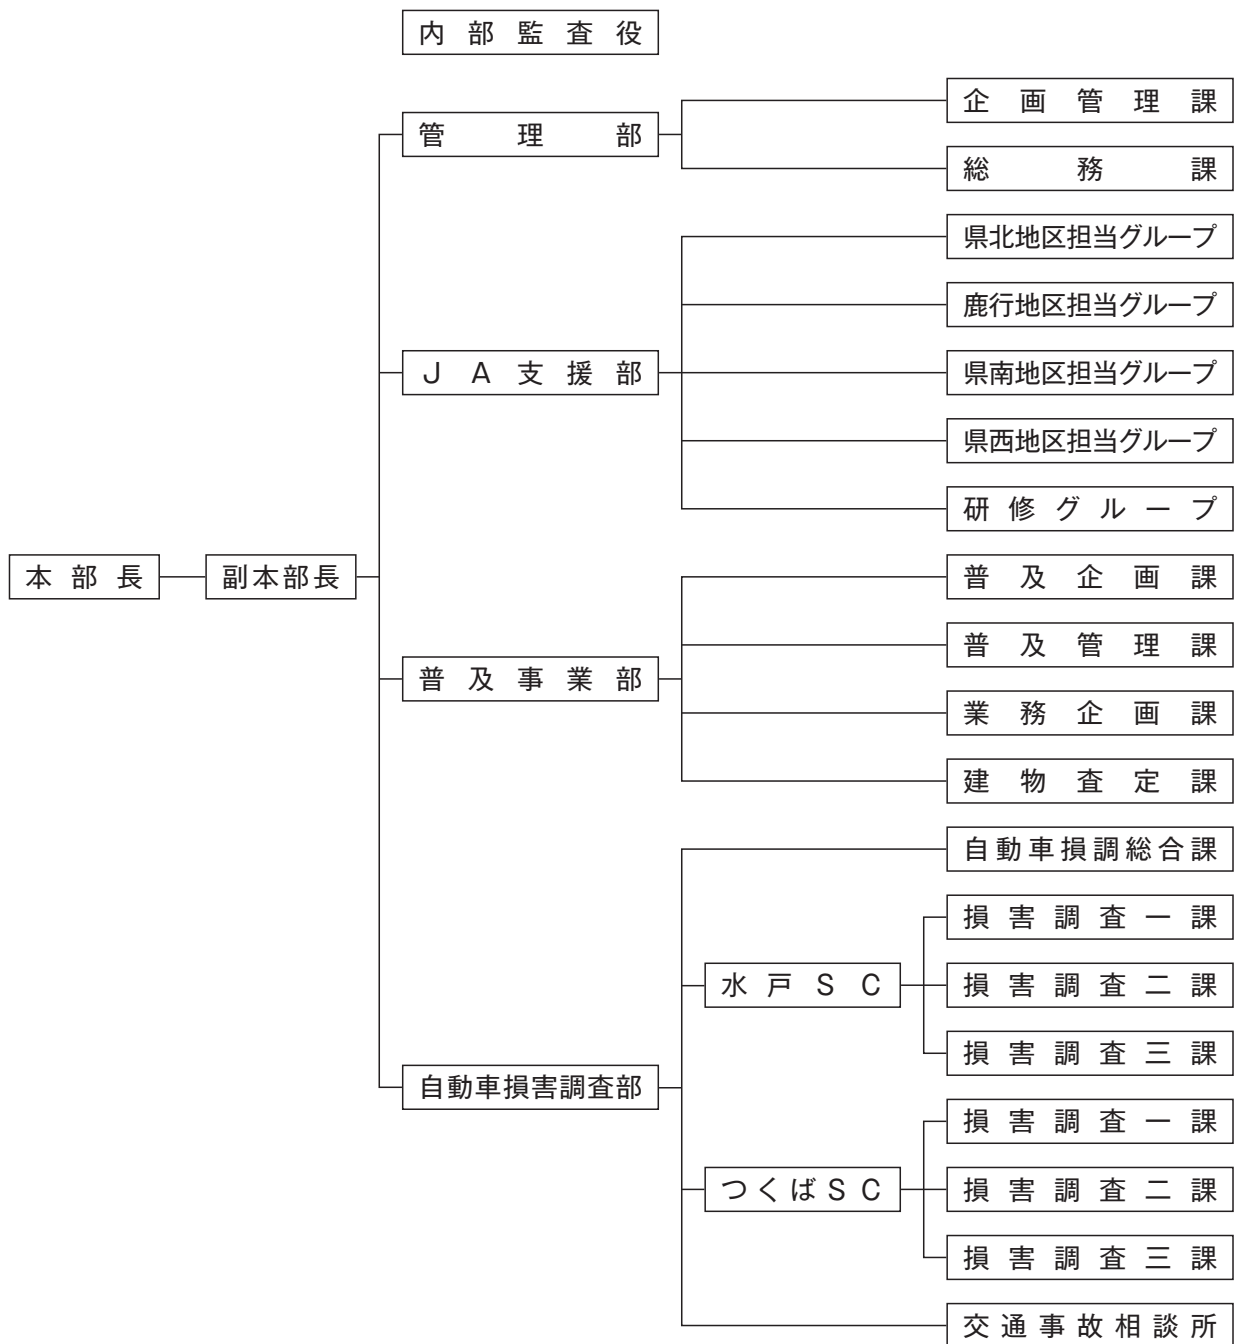 内部監査役
企画管理課
管理部
総務課
県北地区担当グループ
鹿行地区担当グループ
JA支援部
県南地区担当グループ
県西地区担当グループ
研修グループ
本部長
副本部長
普及企画課
普及管理課
普及事業部
業務企画課
建物査定課
自動車損調総合課
損害調査一課
水戸SC
損害調査二課
損害調査三課
自動車損害調査部
損害調査一課
つくばSC
損害調査二課
損害調査三課
交通事故相談所